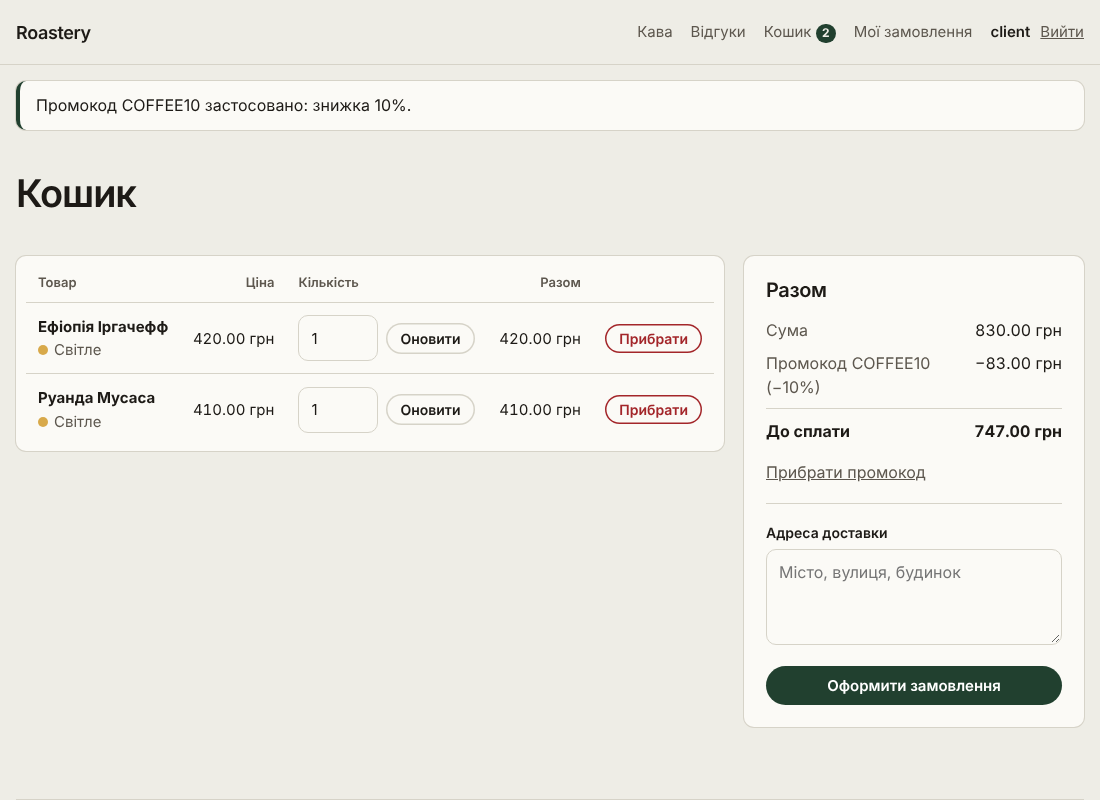 Roastery
Кава Відгуки Кошик 2 Мої замовлення client Вийти
Промокод COFFEE10 застосовано: знижка 10%.
Кошик
Товар Ціна Кількість Разом
Ефіопія Іргачефф
Світле
420.00 грн 1 Оновити 420.00 грн Прибрати
Руанда Мусаса
Світле
410.00 грн 1 Оновити 410.00 грн Прибрати
Разом
Сума 830.00 грн
Промокод COFFEE10 −83.00 грн
(−10%)
До сплати 747.00 грн
Прибрати промокод
Адреса доставки
Місто, вулиця, будинок
Оформити замовлення